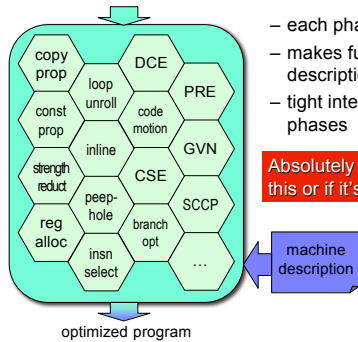 copy
prop
const
prop
strength
reduct
reg
alloc
loop
unroll
inline
peep-
hole
insn
select
DCE
code
motion
CSE
branch
opt
PRE
GVN
SCCP
...
optimized program
– each pha
– makes fu
descripti
– tight inte
phases
Absolutely
this or if it's
machine
description